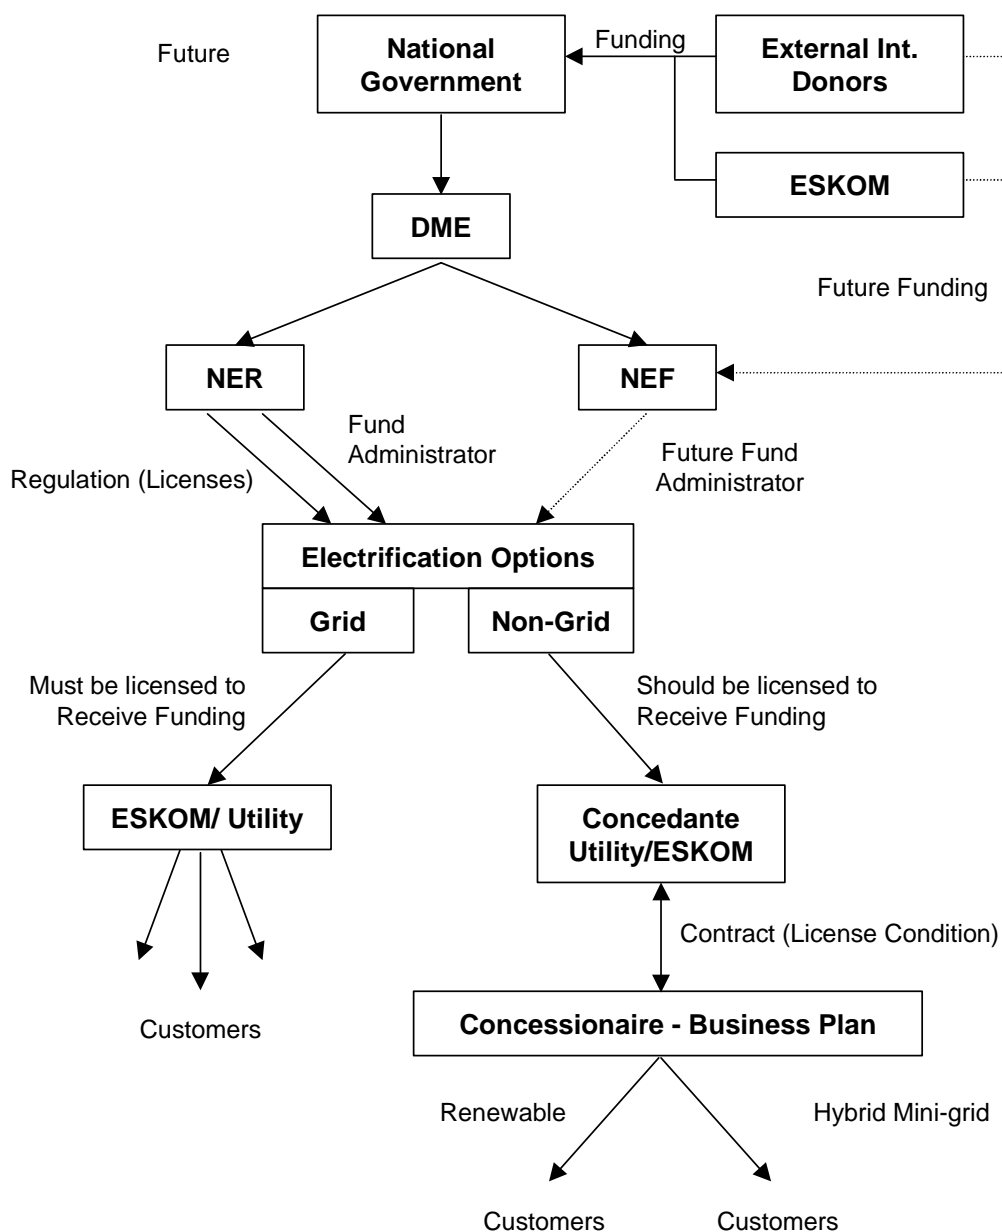 Future
National
Government
Funding
External Int.
Donors
ESKOM
DME
Future Funding
NER
NEF
Fund
Administrator
Regulation (Licenses)
Future Fund
Administrator
Electrification Options
Grid
Non-Grid
Must be licensed to
Receive Funding
Should be licensed to
Receive Funding
ESKOM/ Utility
Concedante
Utility/ESKOM
Contract (License Condition)
Customers
Concessionaire - Business Plan
Renewable
Hybrid Mini-grid
Customers
Customers